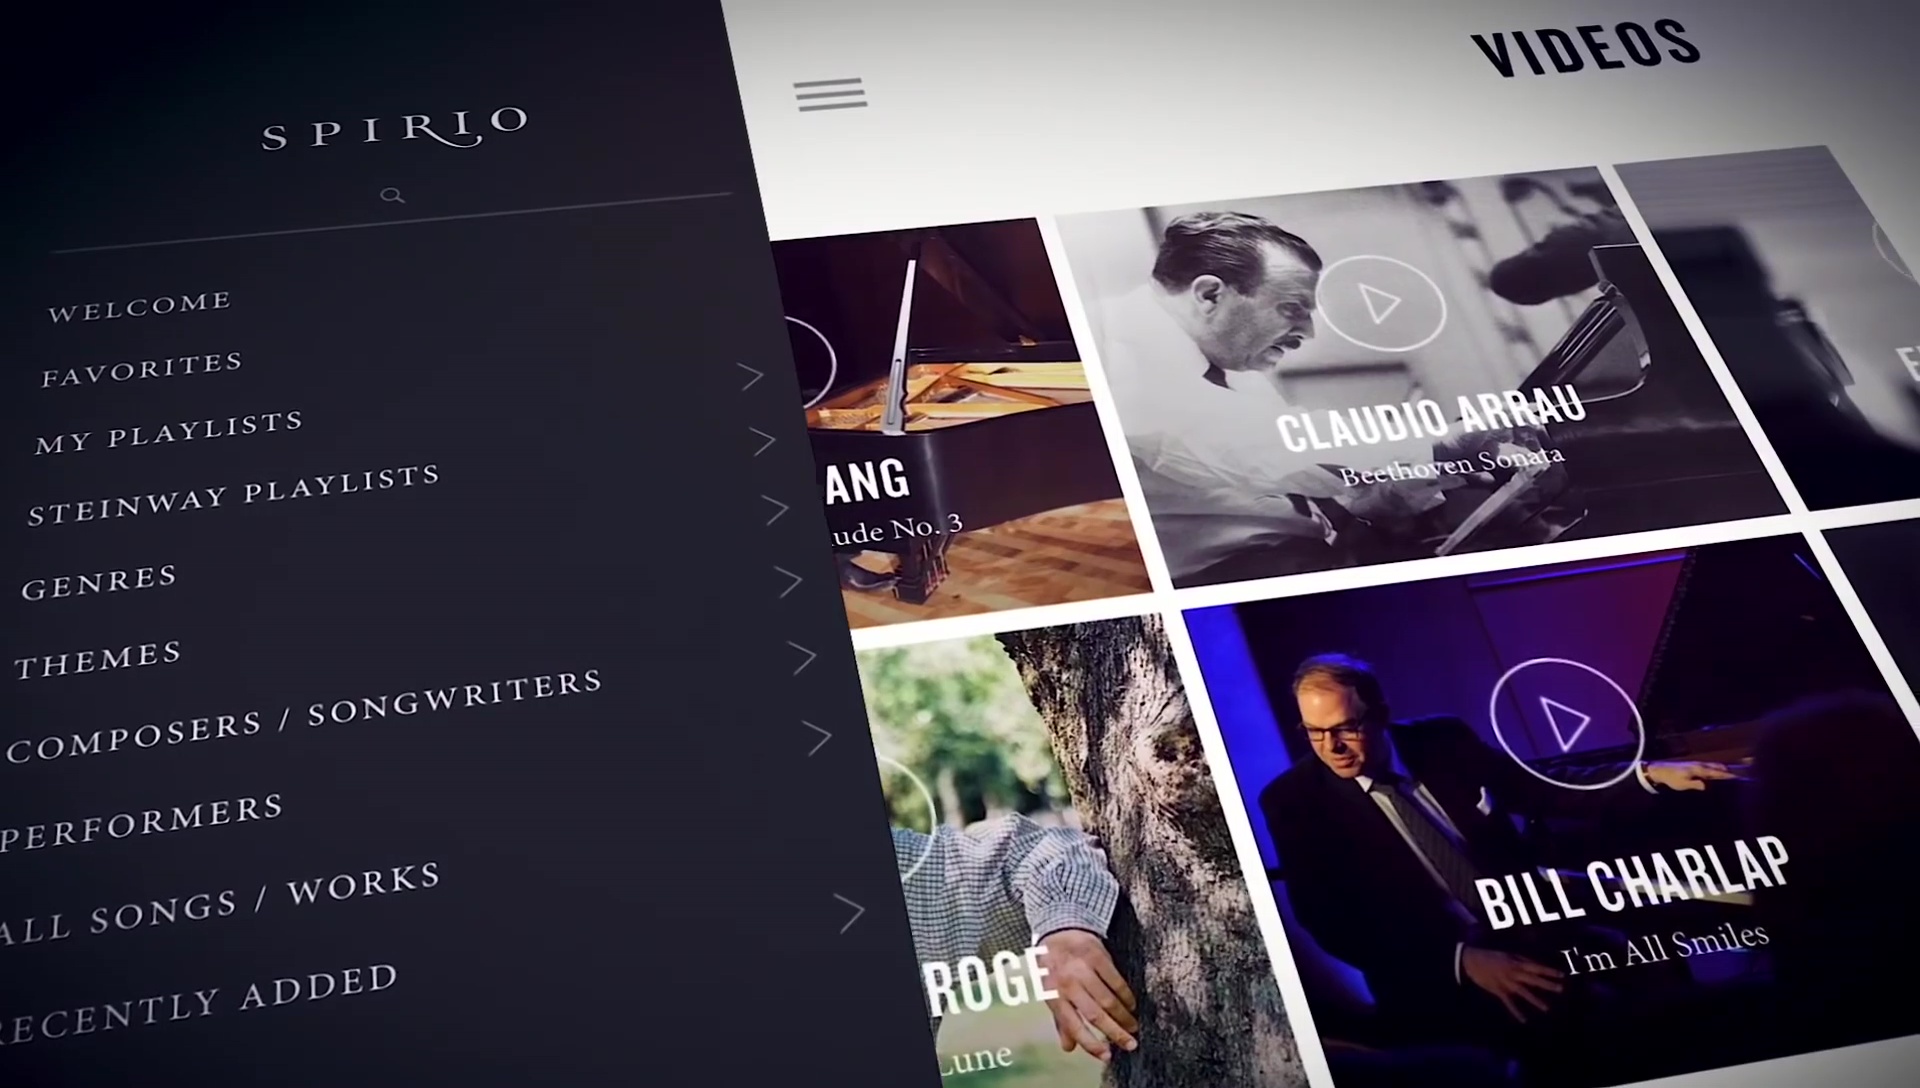 SPIRIO
WELCOME
FAVORITES
MY PLAYLISTS
STEINWAY PLAYLISTS
GENRES
THEMES
COMPOSERS / SONGWRITERS
PERFORMERS
ALL SONGS / WORKS
RECENTLY ADDED
VIDEOS
ANG
ude No. 3
CLAUDIO ARRAU
Beethoven Sonata
ROGÉ
Lune
BILL CHARLAP
I'm All Smiles